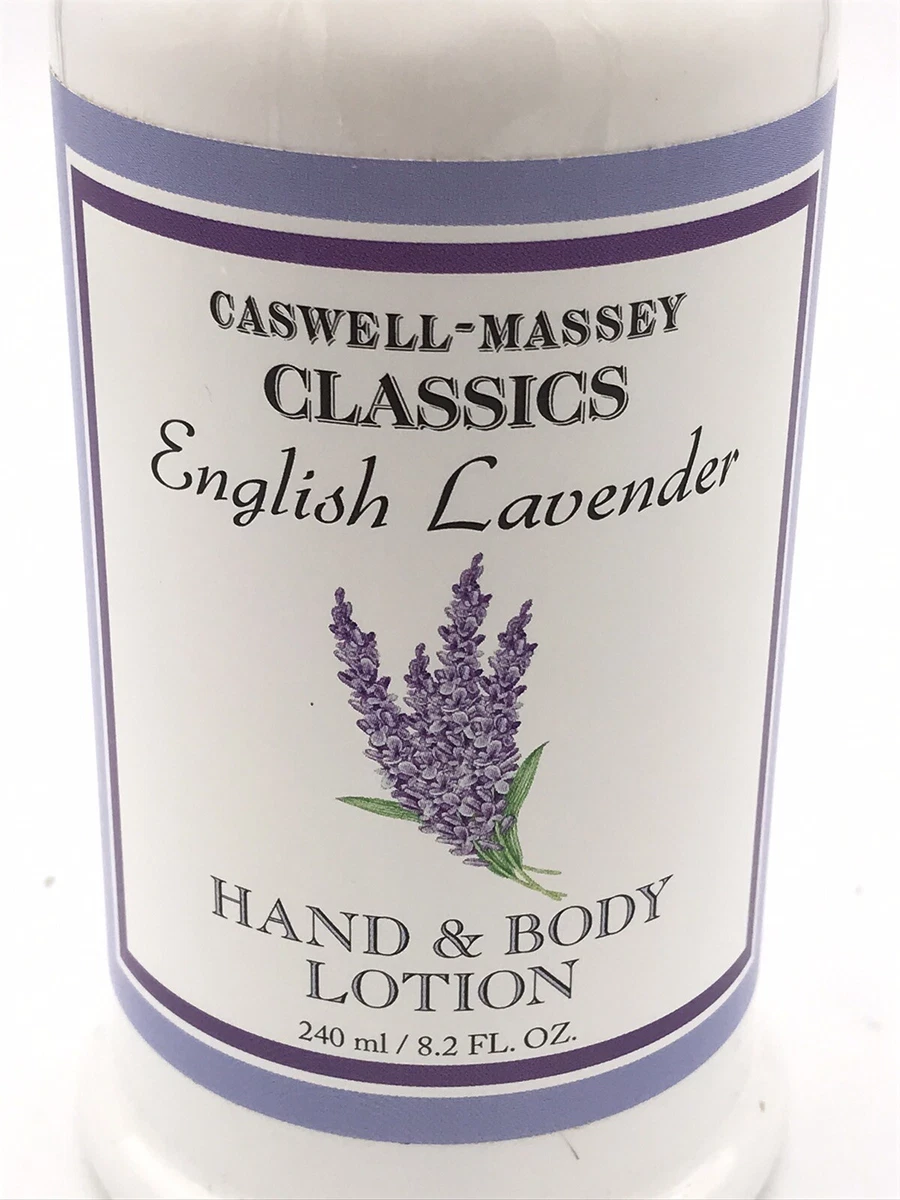 CASWELL-MASSEY
CLASSICS
English Lavender
HAND & BODY
LOTION
240 ml / 8.2 FL. OZ.